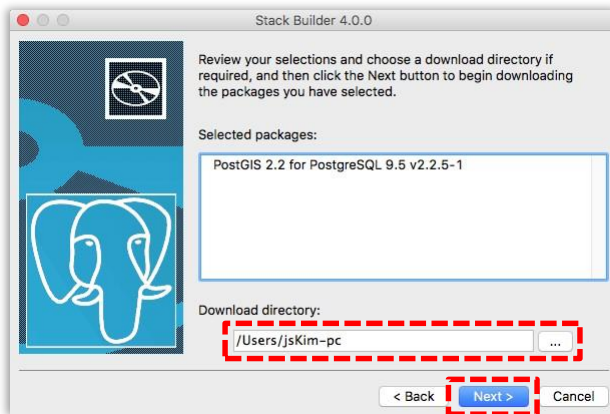 Stack Builder 4.0.0
Review your selections and choose a download directory if
required, and then click the Next button to begin downloading
the packages you have selected.
Selected packages:
PostGIS 2.2 for PostgreSQL 9.5 v2.2.5-1
Download directory:
/Users/jsKim-pc
...
< Back
Next >
Cancel